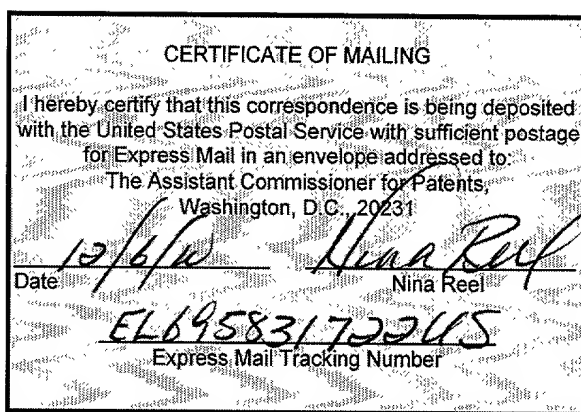 CERTIFICATE OF MAILING
I hereby certify that this correspondence is being deposited
with the United States Postal Service with sufficient postage
for Express Mail in an envelope addressed to:
The Assistant Commissioner for Patents,
Washington, D.C., 20231
12/6/ Nina Reel
Date Nina Reel
EL695831722US
Express Mail Tracking Number